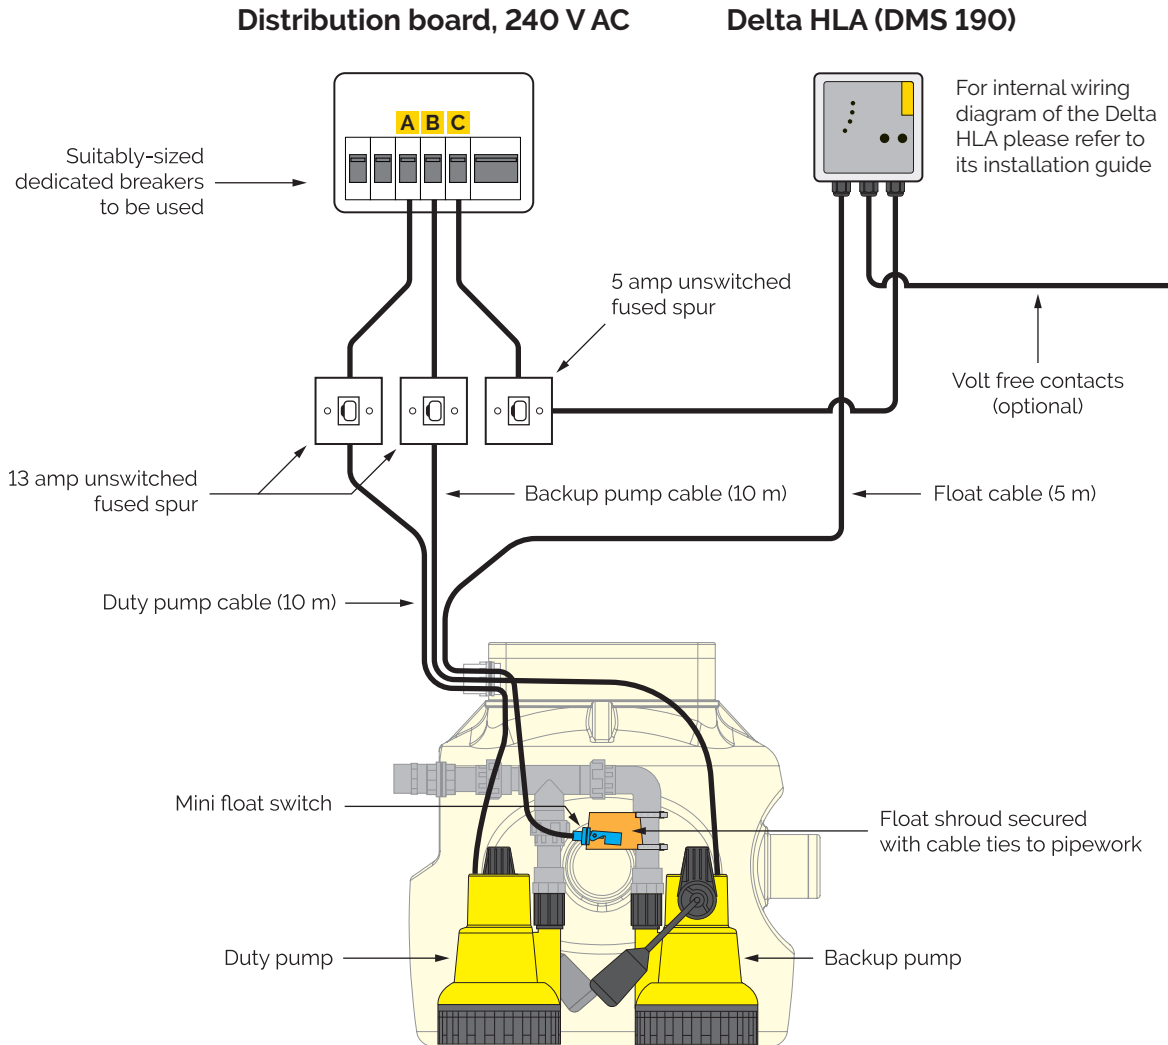 Distribution board, 240 V AC
Delta HLA (DMS 190)
A B C
Suitably-sized
dedicated breakers
to be used
For internal wiring
diagram of the Delta
HLA please refer to
its installation guide
5 amp unswitched
fused spur
Volt free contacts
(optional)
13 amp unswitched
fused spur
Backup pump cable (10 m)
Float cable (5 m)
Duty pump cable (10 m)
Mini float switch
Float shroud secured
with cable ties to pipework
Duty pump
Backup pump